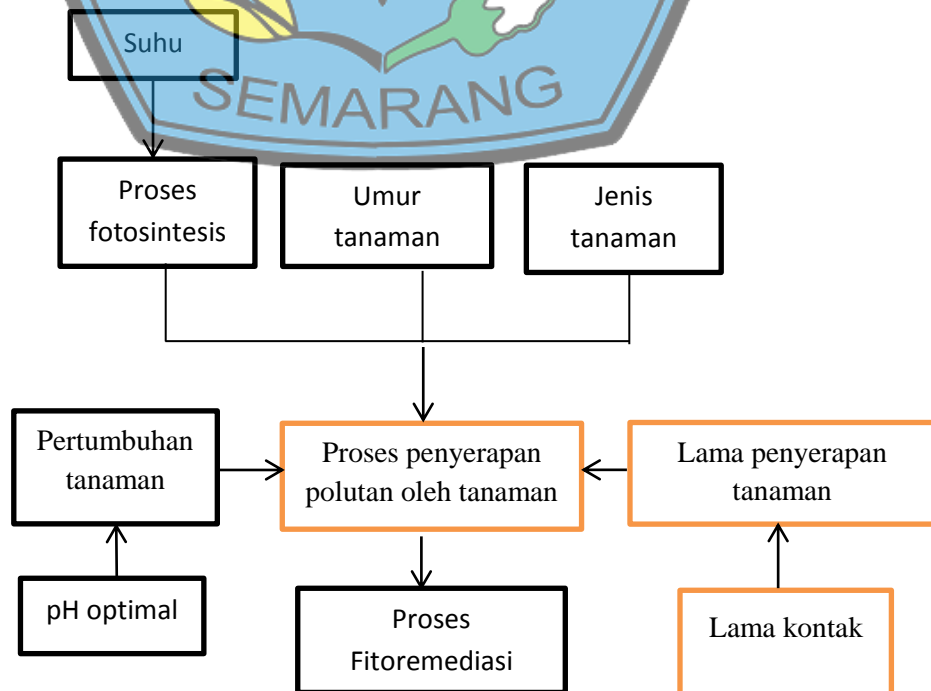 Suhu
SEMARANG
Proses
fotosintesis
Umur
tanaman
Jenis
tanaman
Pertumbuhan
tanaman
Proses penyerapan
polutan oleh tanaman
Lama penyerapan
tanaman
pH optimal
Proses
Fitoremediasi
Lama kontak